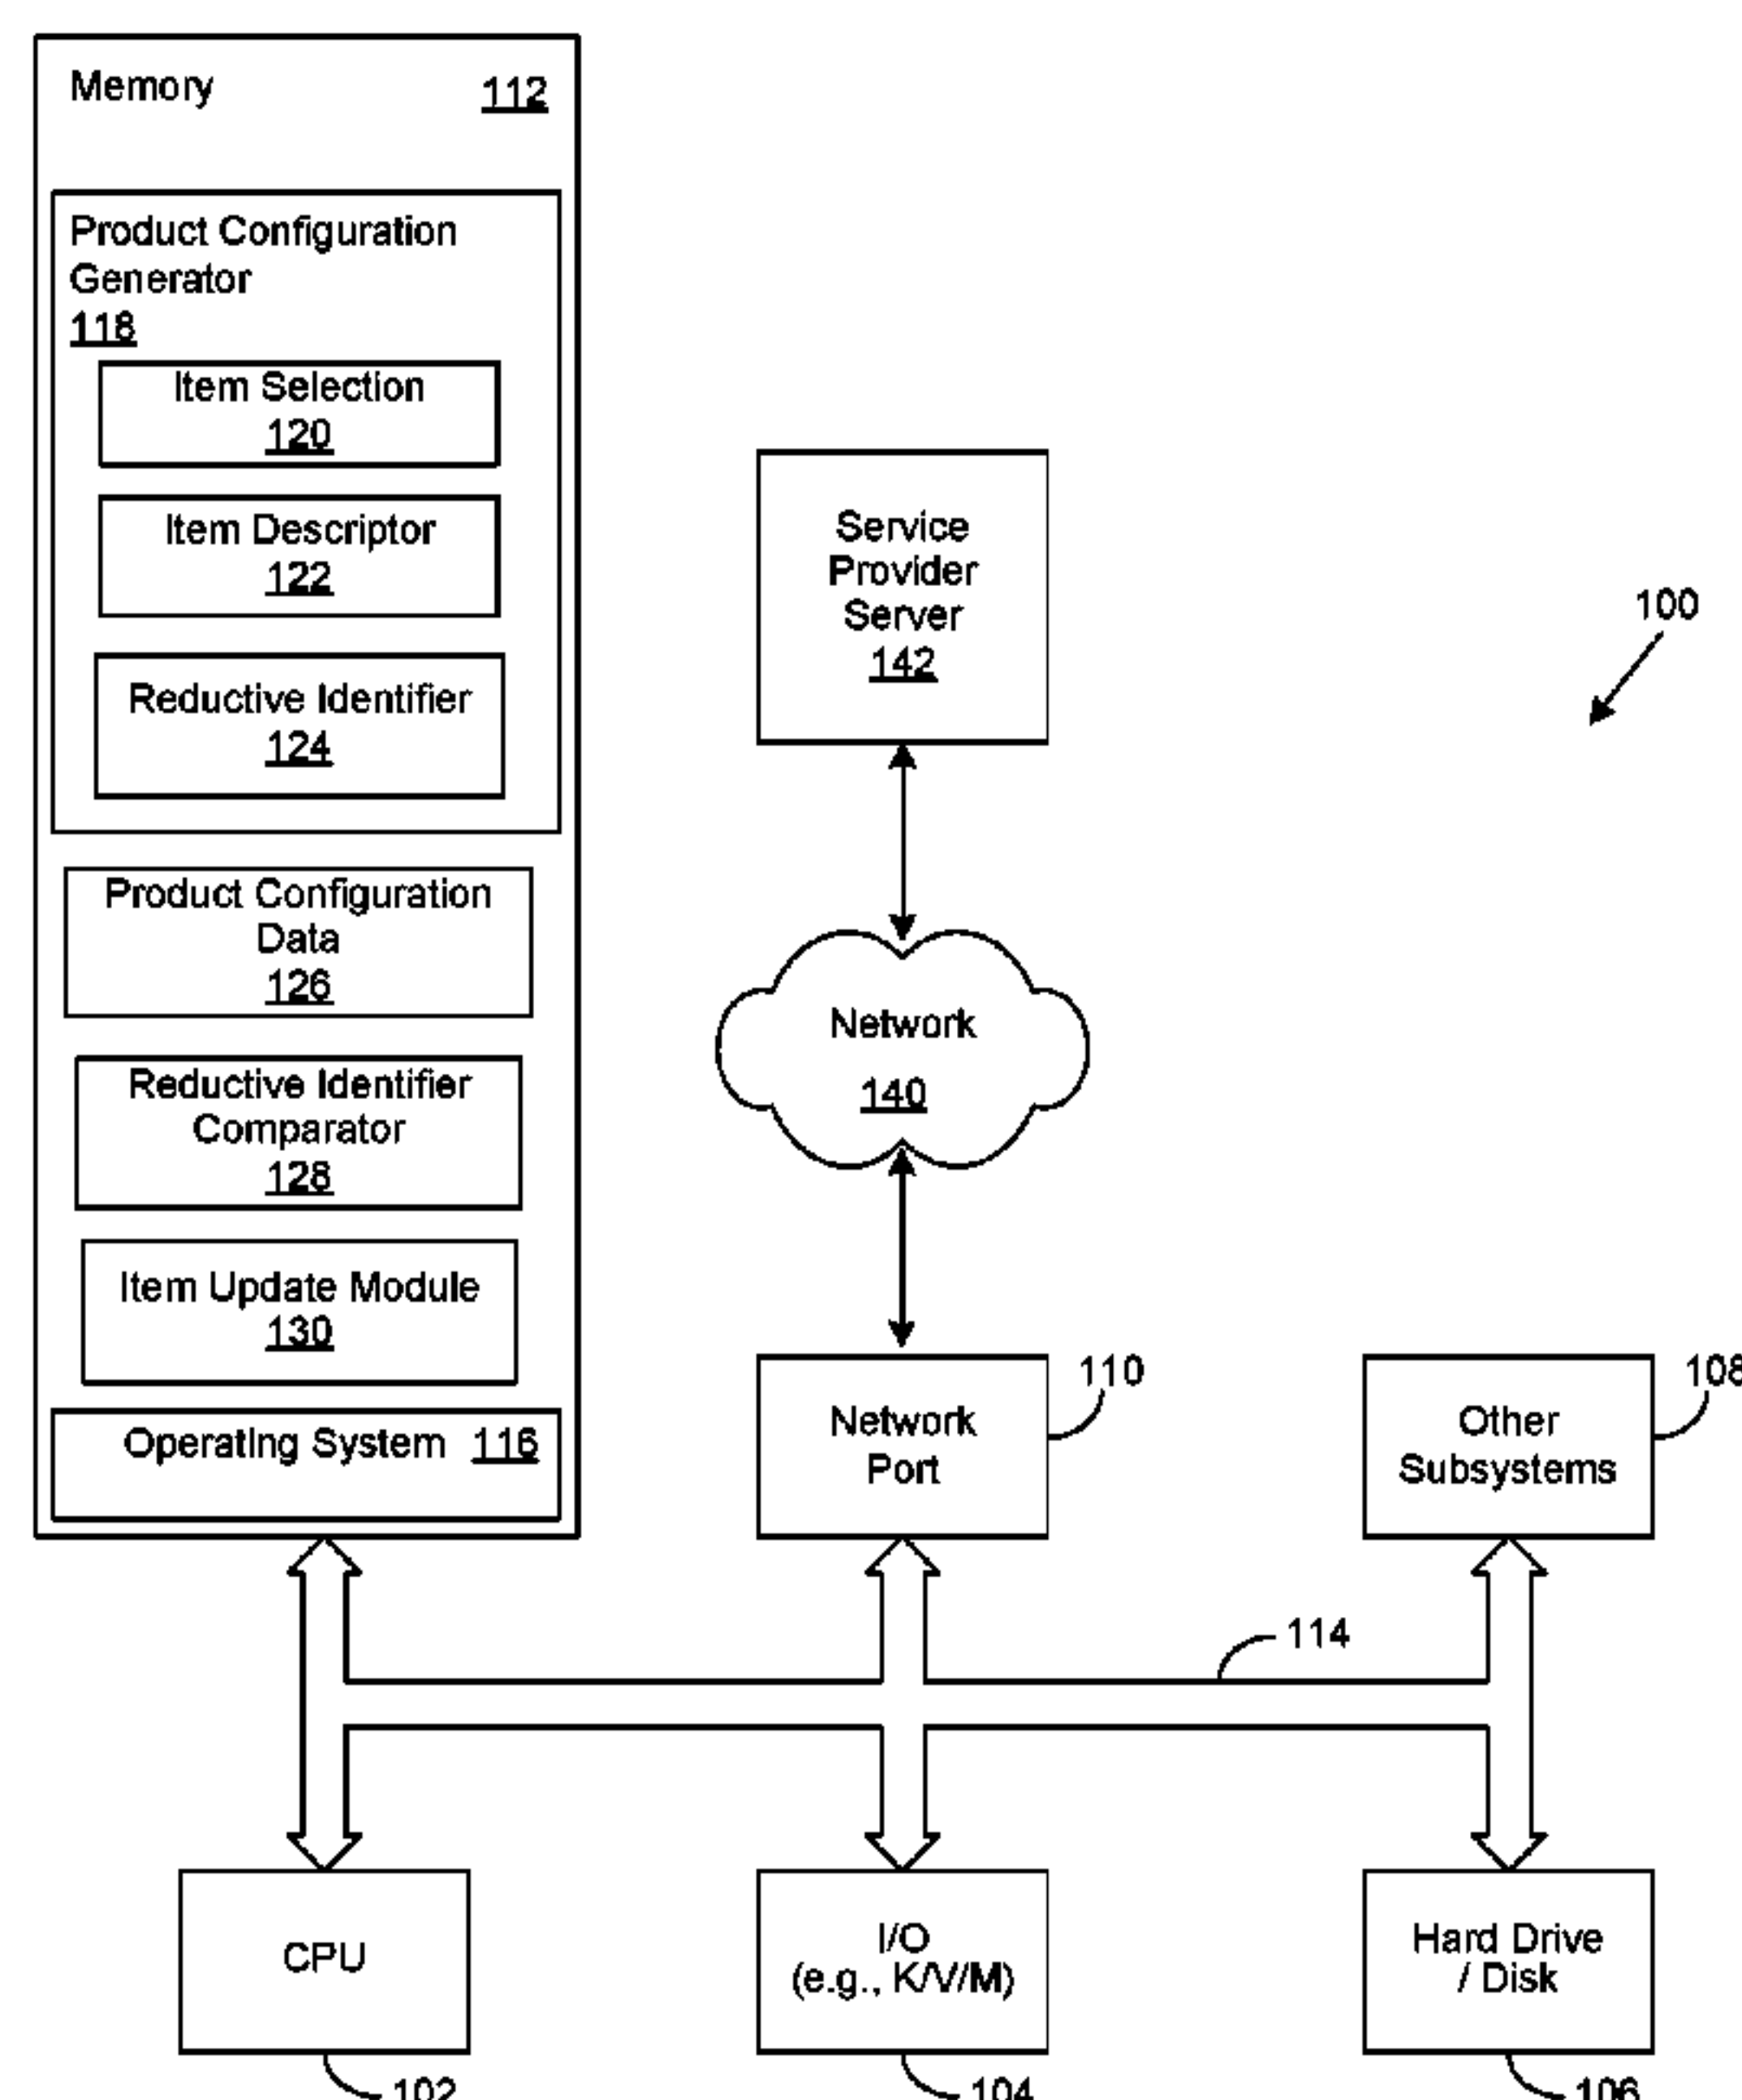 Memory 112
Product Configuration
Generator
118
Item Selection
120
Item Descriptor
122
Reductive Identifier
124
Product Configuration
Data
126
Reductive Identifier
Comparator
128
Item Update Module
130
Operating System 116
Service
Provider
Server
142
100
Network
140
Network
Port
110
Other
Subsystems
108
114
CPU
102
I/O
(e.g., K/V/M)
104
Hard Drive
/ Disk
106